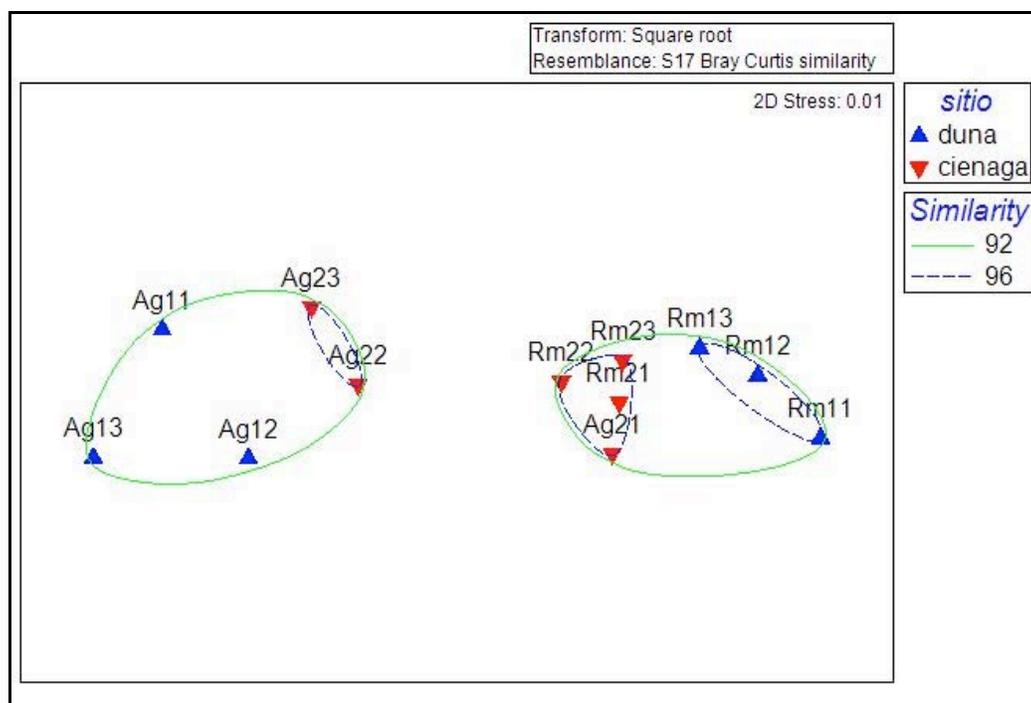 Transform: Square root
Resemblance: S17 Bray Curtis similarity
2D Stress: 0.01
sitio
duna
cienaga
Similarity
92
96
Ag23
Ag11
Ag22
Ag13
Ag12
Rm13
Rm23
Rm12
Rm22
Rm21
Rm11
Ag21